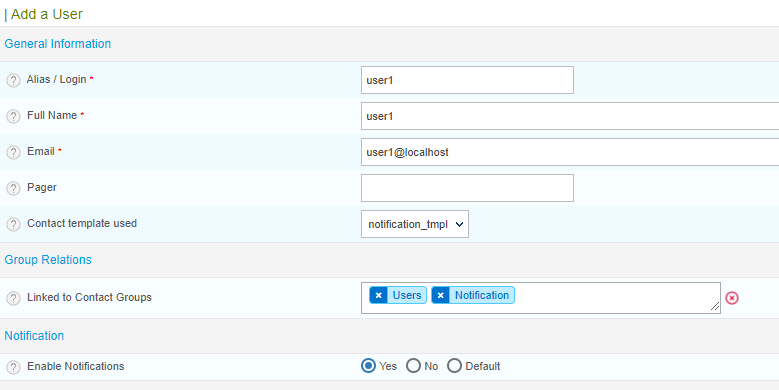 | Add a User
General Information
? Alias / Login * user1
? Full Name * user1
? Email * user1@localhost
? Pager
? Contact template used notification_tmpl
Group Relations
? Linked to Contact Groups × Users × Notification
Notification
? Enable Notifications Yes No Default